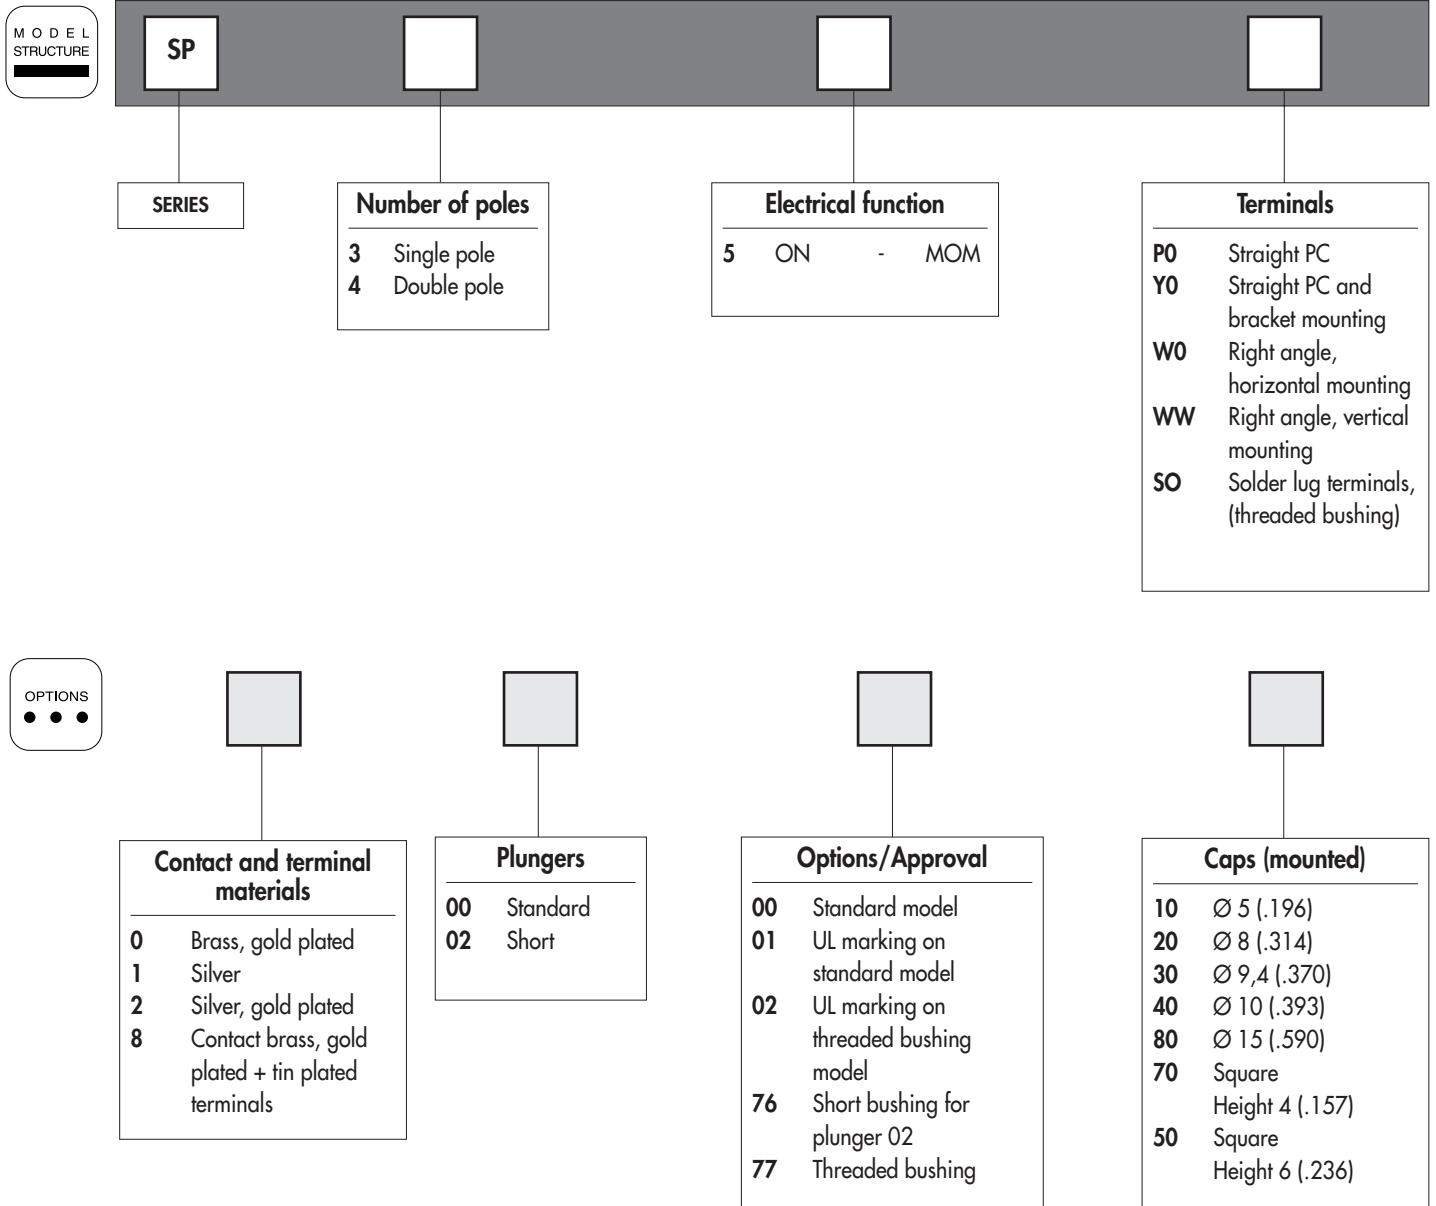 MODEL
STRUCTURE
SP
SERIES
Number of poles
3 Single pole
4 Double pole
Electrical function
5 ON - MOM
Terminals
P0 Straight PC
Y0 Straight PC and
bracket mounting
W0 Right angle,
horizontal mounting
WW Right angle, vertical
mounting
SO Solder lug terminals,
(threaded bushing)
OPTIONS
Contact and terminal
materials
0 Brass, gold plated
1 Silver
2 Silver, gold plated
8 Contact brass, gold
plated + tin plated
terminals
Plungers
00 Standard
02 Short
Options/Approval
00 Standard model
01 UL marking on
standard model
02 UL marking on
threaded bushing
model
76 Short bushing for
plunger 02
77 Threaded bushing
Caps (mounted)
10 Ø 5 (.196)
20 Ø 8 (.314)
30 Ø 9,4 (.370)
40 Ø 10 (.393)
80 Ø 15 (.590)
70 Square
Height 4 (.157)
50 Square
Height 6 (.236)